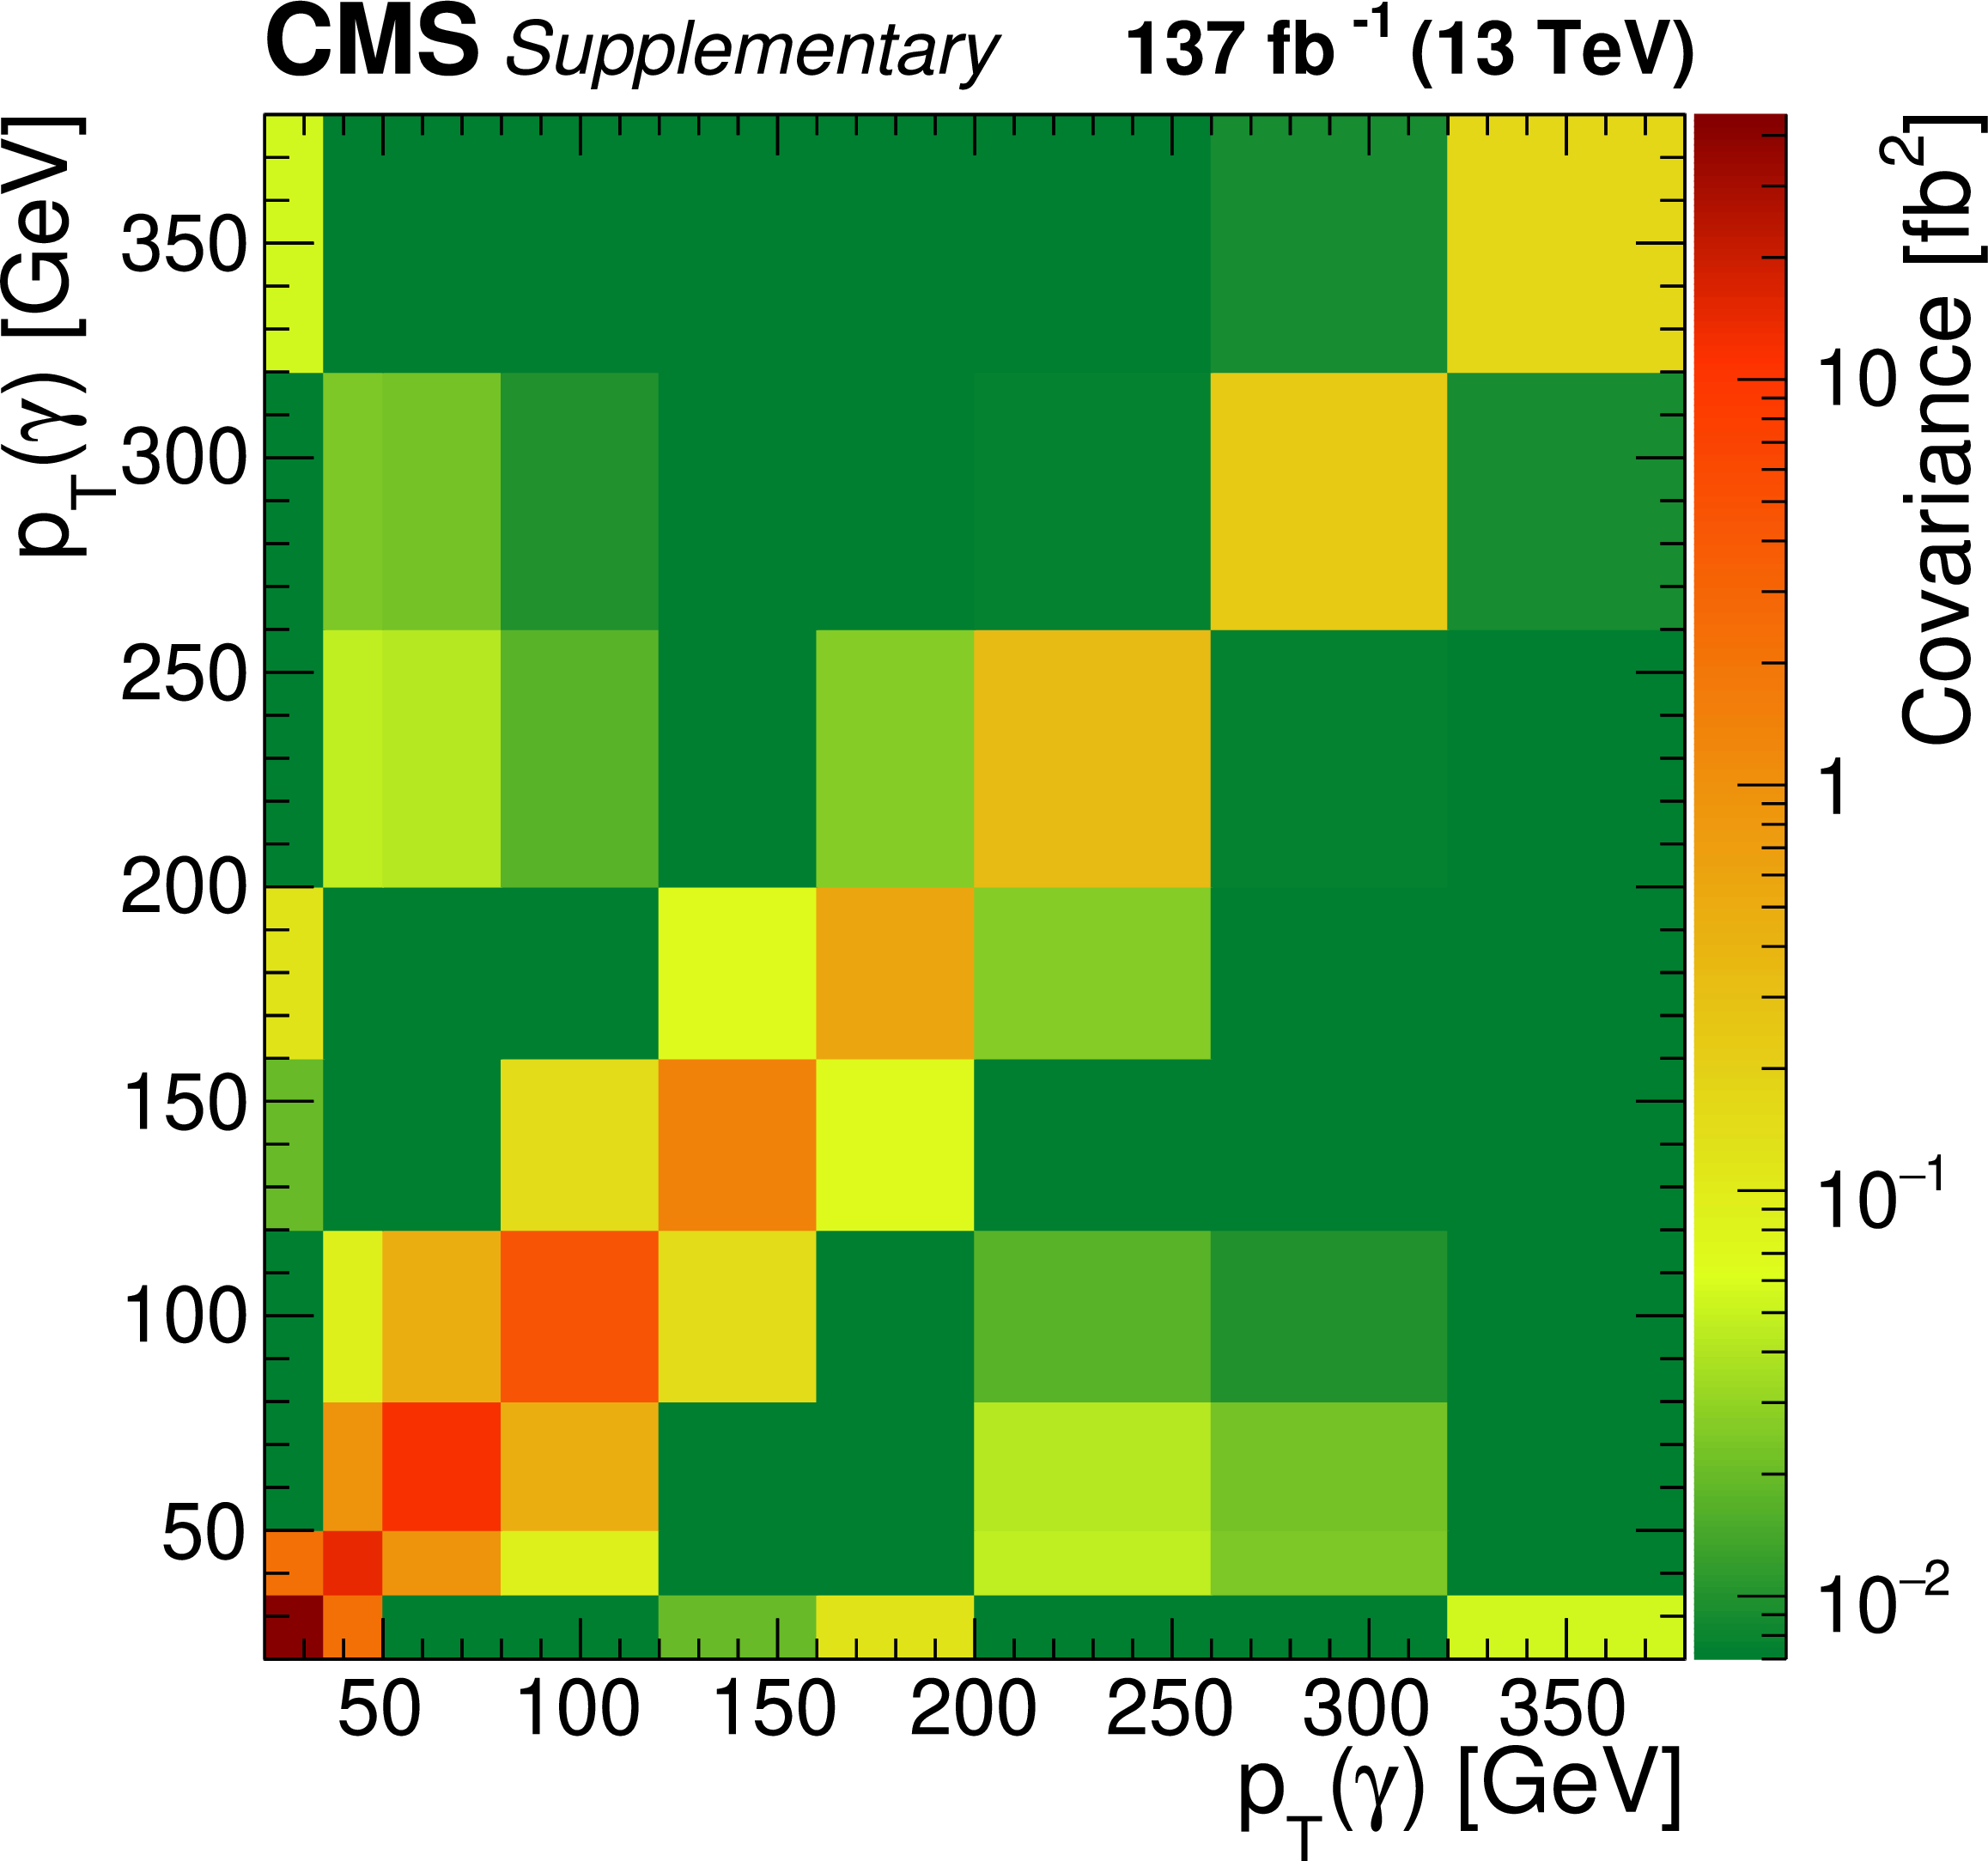 CMS Supplementary 137 fb⁻¹ (13 TeV)
p_T(γ) [GeV]
350
300
250
200
150
100
50
50 100 150 200 250 300 350
p_T(γ) [GeV]
10
1
10⁻¹
10⁻²
Covariance [fb²]